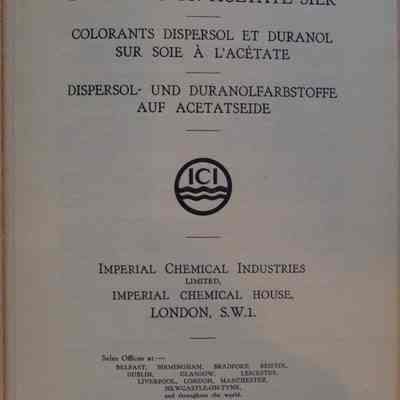 ACETATE SILK
COLORANTS DISPERSOL ET DURANOL
SUR SOIE À L'ACÉTATE
DISPERSOL- UND DURANOLFARBSTOFFE
AUF ACETATSEIDE
ICI
IMPERIAL CHEMICAL INDUSTRIES
LIMITED,
IMPERIAL CHEMICAL HOUSE,
LONDON, S.W.1.
Sales Offices at:—
BELFAST, BIRMINGHAM, BRADFORD, BRISTOL,
DUBLIN, GLASGOW, LEICESTER,
LIVERPOOL, LONDON, MANCHESTER,
NEWCASTLE-ON-TYNE,
and throughout the world.